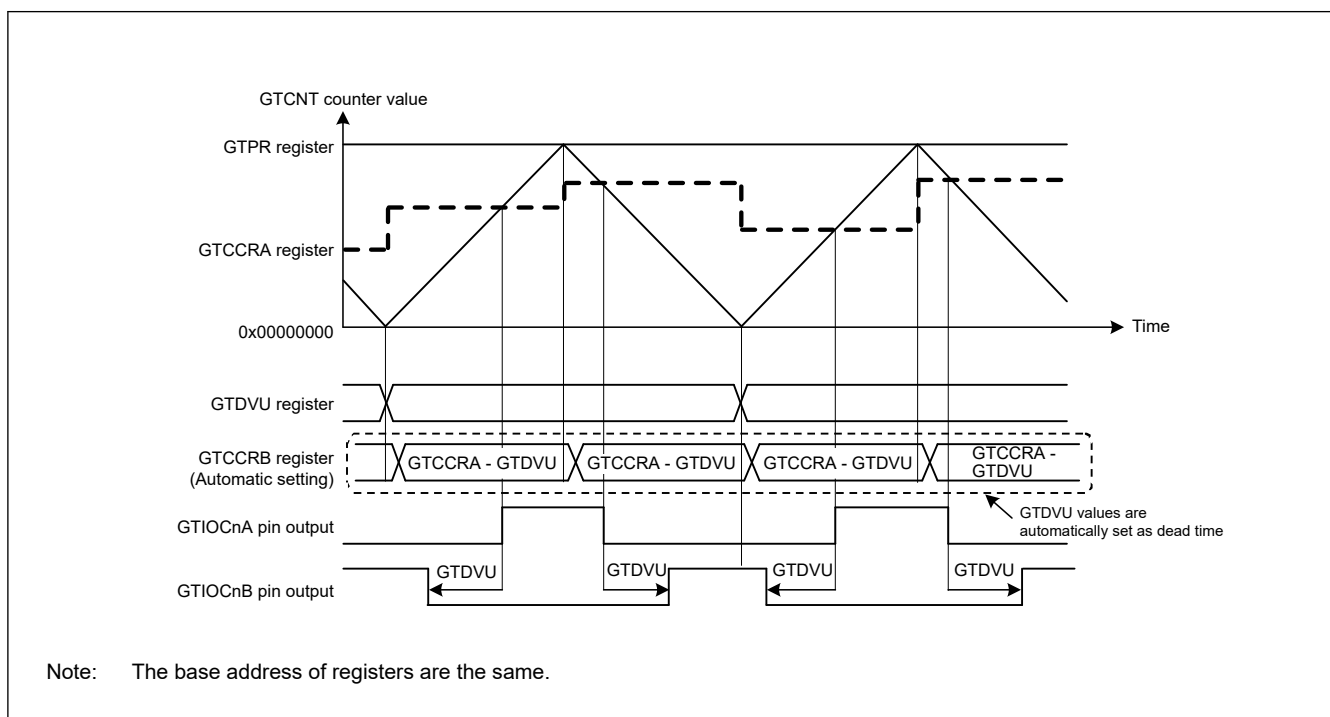 GTCNT counter value
GTPR register
GTCCRA register
0x00000000
Time
GTDVU register
GTCCRB register
(Automatic setting)
GTCCRA - GTDVU
GTCCRA - GTDVU
GTCCRA - GTDVU
GTCCRA -
GTDVU
GTDVU values are
automatically set as dead time
GTIOCnA pin output
GTDVU
GTDVU
GTDVU
GTDVU
GTIOCnB pin output
Note: The base address of registers are the same.